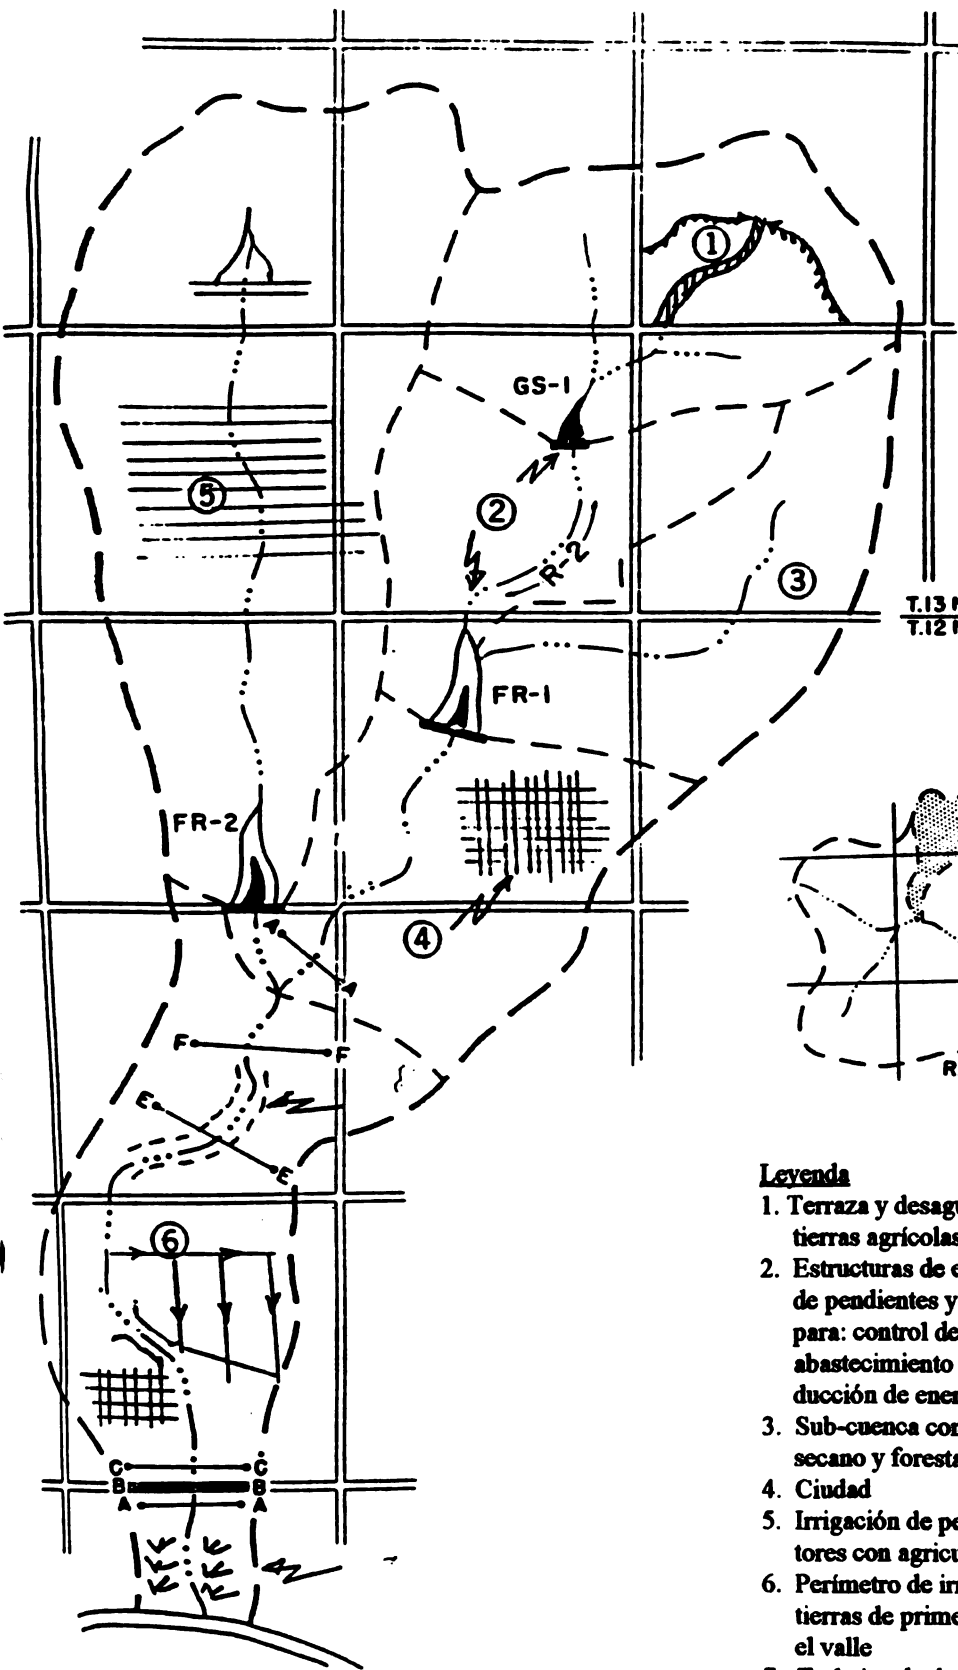 1
GS-1
5
2
R-2
3
T.13 N
T.12 N
FR-1
FR-2
4
A
A
F F
E
E
R
6
C C
B B
A A
Leyenda
1. Terraza y desagu
tierras agrícolas
2. Estructuras de e
de pendientes y
para: control de
abastecimiento
ducción de ener
3. Sub-cuenca con
secano y foresta
4. Ciudad
5. Irrigación de pe
tores con agricu
6. Perímetro de irr
tierras de prime
el valle